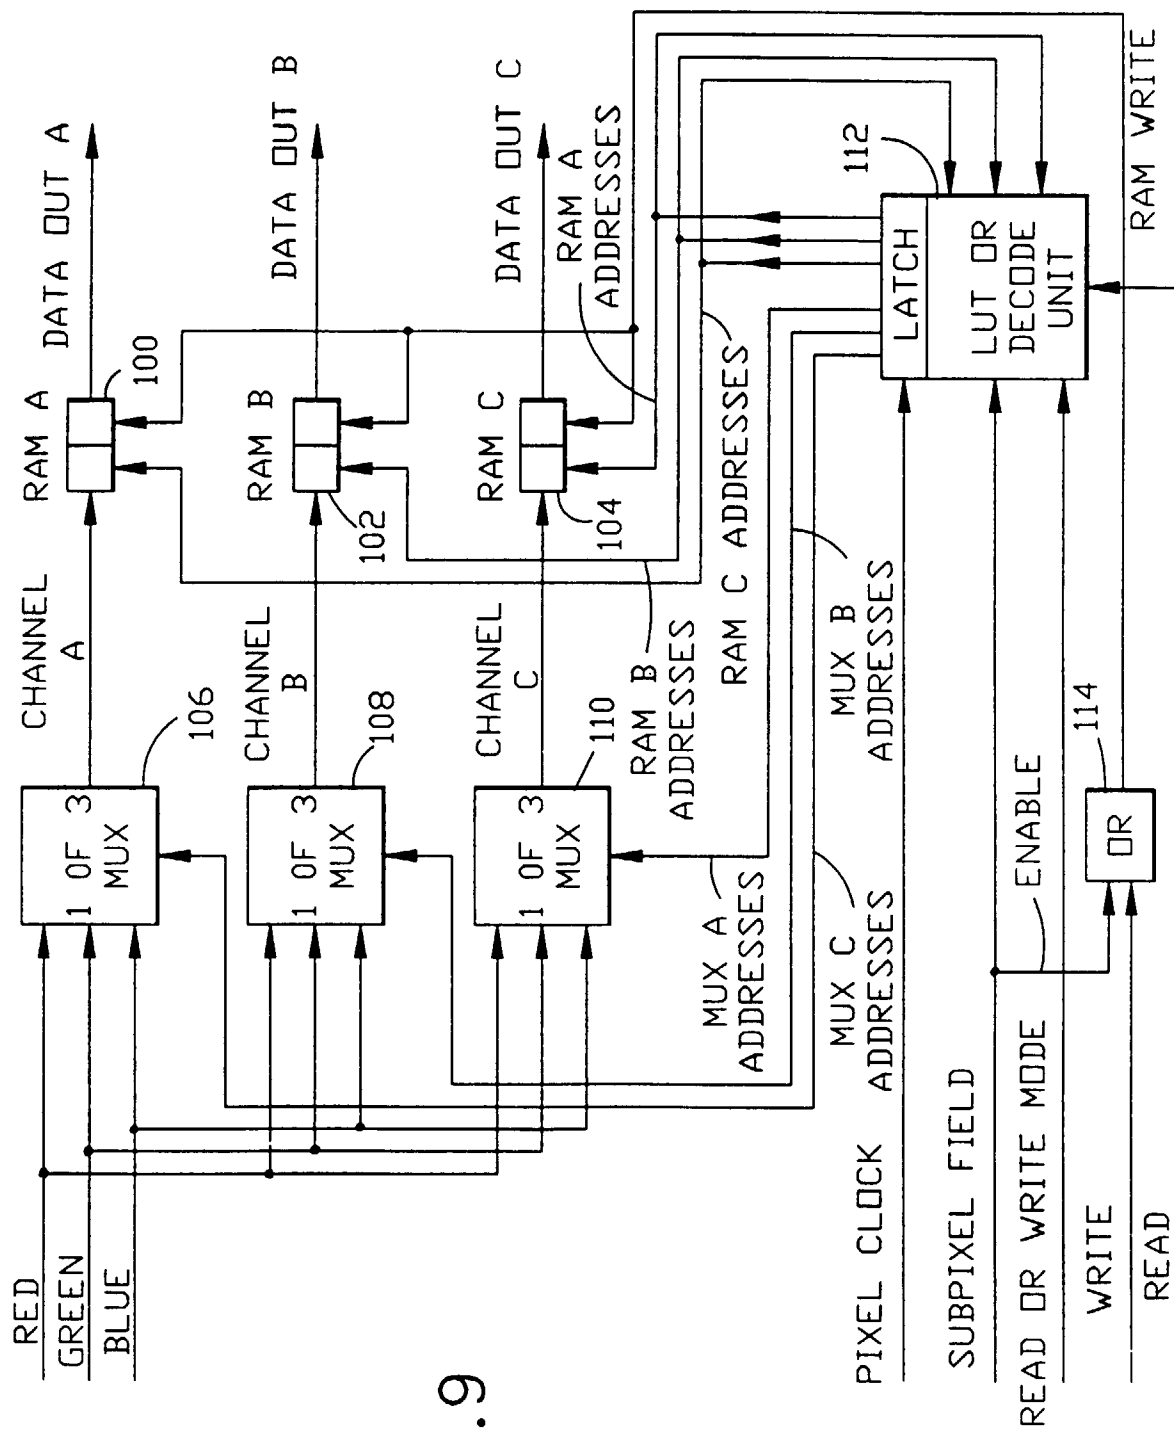 RED
GREEN
BLUE
1 OF 3
MUX
106
CHANNEL
A
RAM A
100
DATA OUT A
1 OF 3
MUX
108
CHANNEL
B
RAM B
102
DATA OUT B
1 OF 3
MUX
110
CHANNEL
C
RAM C
104
DATA OUT C
RAM A
ADDRESSES
RAM B
ADDRESSES
RAM C ADDRESSES
MUX A
ADDRESSES
MUX B
ADDRESSES
MUX C
ADDRESSES
LATCH
112
LUT OR
DECODE
UNIT
PIXEL CLOCK
SUBPIXEL FIELD
ENABLE
READ OR WRITE MODE
WRITE
READ
OR
114
RAM WRITE
.9